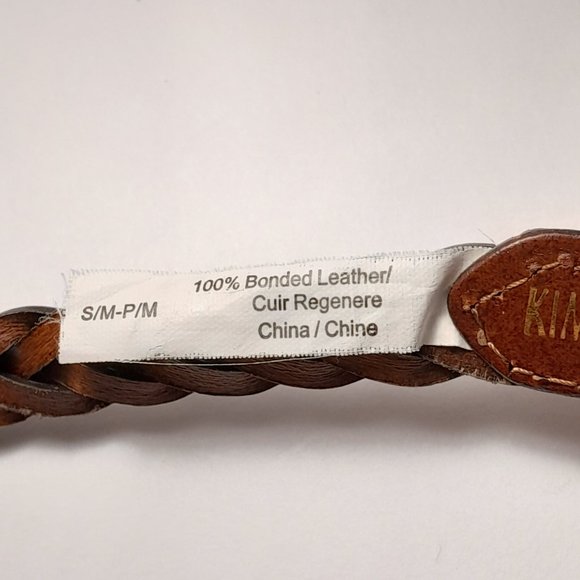 S/M-P/M
100% Bonded Leather/
Cuir Regenere
China / Chine